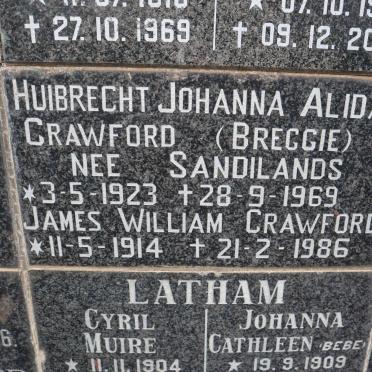 † 27.10.1969
† 09.12.20
HUIBRECHT JOHANNA ALIDA
CRAWFORD (BREGGIE)
NEE SANDILANDS
*3-5-1923 †28-9-1969
JAMES WILLIAM CRAWFORD
*11-5-1914 † 21-2-1986
LATHAM
CYRIL
MUIRE
* 11.11.1904
JOHANNA
CATHLEEN (BEBE)
* 19.9.1909